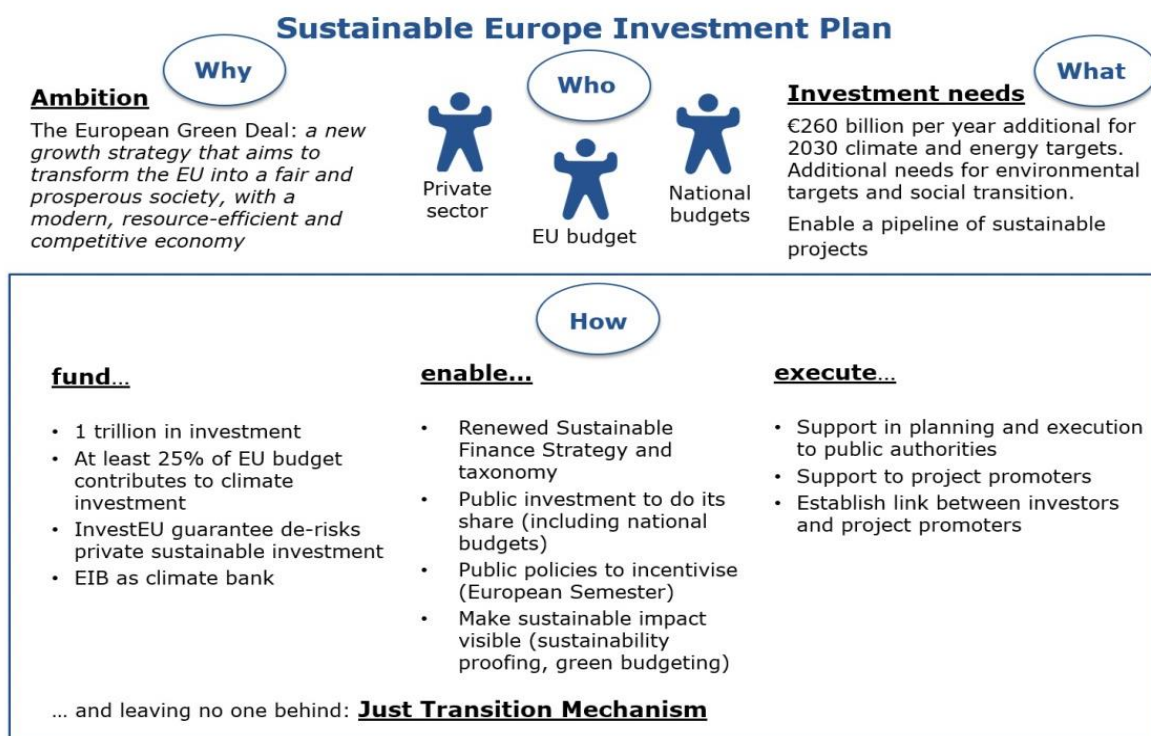 Sustainable Europe Investment Plan
Why
Ambition
The European Green Deal: a new
growth strategy that aims to
transform the EU into a fair and
prosperous society, with a
modern, resource-efficient and
competitive economy
Who
Private
sector
EU budget
National
budgets
What
Investment needs
€260 billion per year additional for
2030 climate and energy targets.
Additional needs for environmental
targets and social transition.
Enable a pipeline of sustainable
projects
How
fund...
• 1 trillion in investment
• At least 25% of EU budget
contributes to climate
investment
• InvestEU guarantee de-risks
private sustainable investment
• EIB as climate bank
enable...
• Renewed Sustainable
Finance Strategy and
taxonomy
• Public investment to do its
share (including national
budgets)
• Public policies to incentivise
(European Semester)
• Make sustainable impact
visible (sustainability
proofing, green budgeting)
execute...
• Support in planning and execution
to public authorities
• Support to project promoters
• Establish link between investors
and project promoters
... and leaving no one behind: Just Transition Mechanism